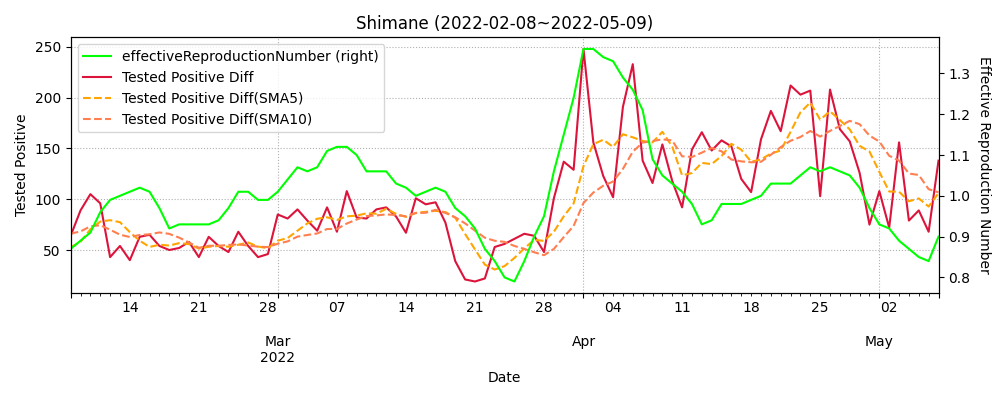 Shimane (2022-02-08~2022-05-09)
effectiveReproductionNumber (right)
Tested Positive Diff
Tested Positive Diff(SMA5)
Tested Positive Diff(SMA10)
Tested Positive
250
200
150
100
50
Effective Reproduction Number
1.3
1.2
1.1
1.0
0.9
0.8
14 21 28 07 14 21 28 04 11 18 25 02
Mar Apr May
2022
Date